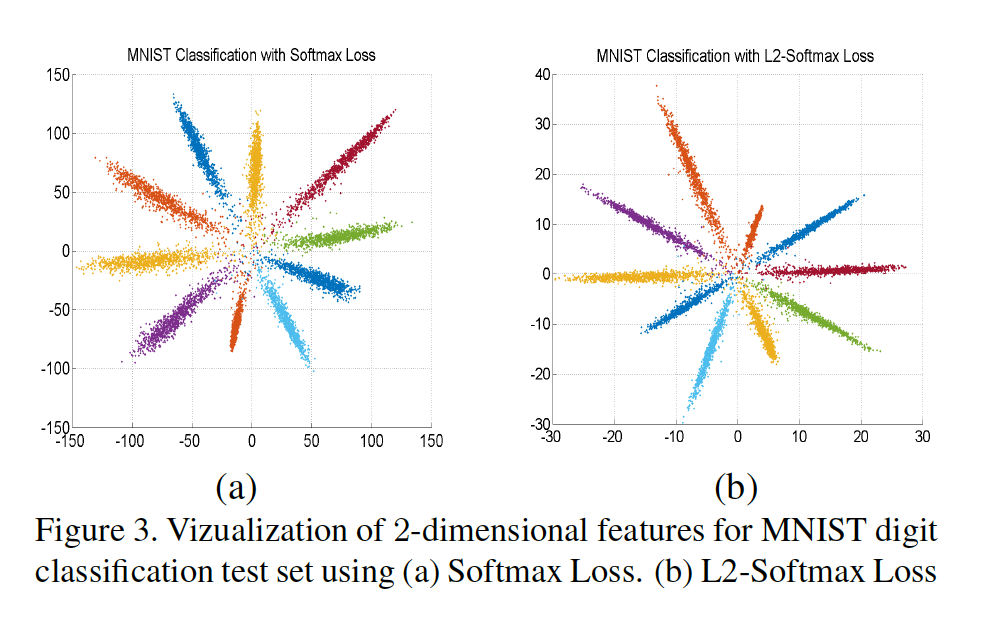 MNIST Classification with Softmax Loss
150
100
50
0
-50
-100
-150
-150 -100 -50 0 50 100 150
(a)
MNIST Classification with L2-Softmax Loss
40
30
20
10
0
-10
-20
-30
-30 -20 -10 0 10 20 30
(b)
Figure 3. Vizualization of 2-dimensional features for MNIST digit
classification test set using (a) Softmax Loss. (b) L2-Softmax Loss